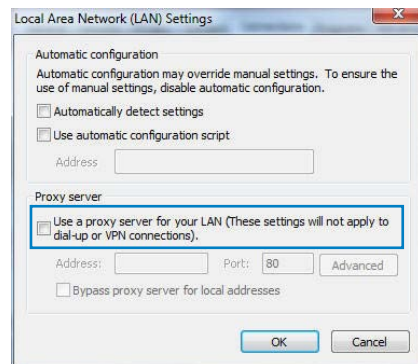 Local Area Network (LAN) Settings
Automatic configuration
Automatic configuration may override manual settings. To ensure the
use of manual settings, disable automatic configuration.
Automatically detect settings
Use automatic configuration script
Address
Proxy server
Use a proxy server for your LAN (These settings will not apply to
dial-up or VPN connections).
Address: Port: 80 Advanced
Bypass proxy server for local addresses
OK Cancel